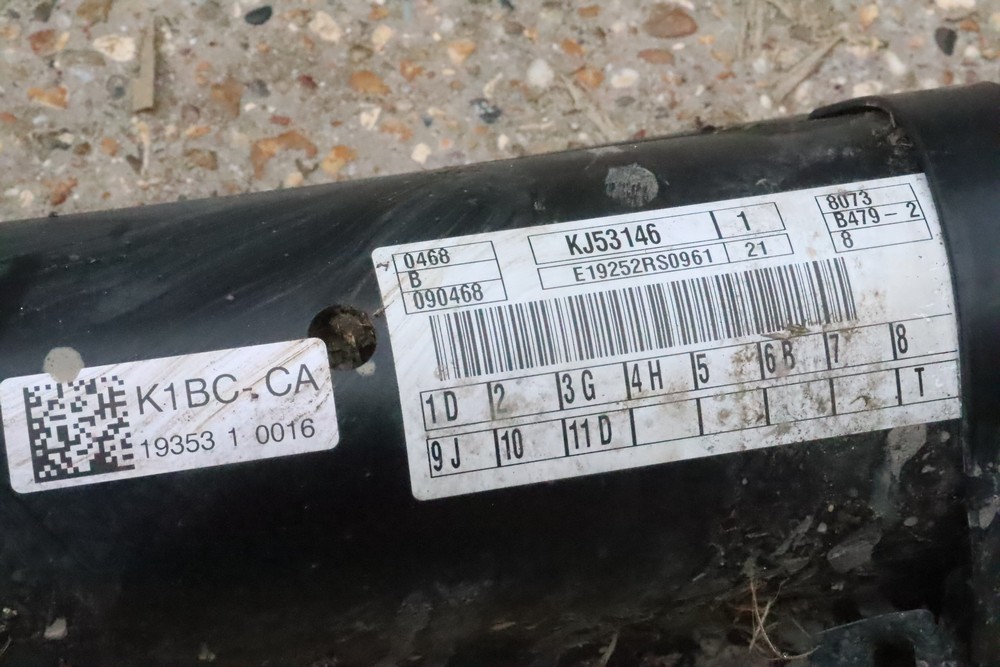 K1BC-CA
19353 1 0016
0468
B
090468
KJ53146 1
E19252RS0961 21
8073
B479-2
8
1D 2 3G 4H 5 6B 7 8
9J 10 11D T